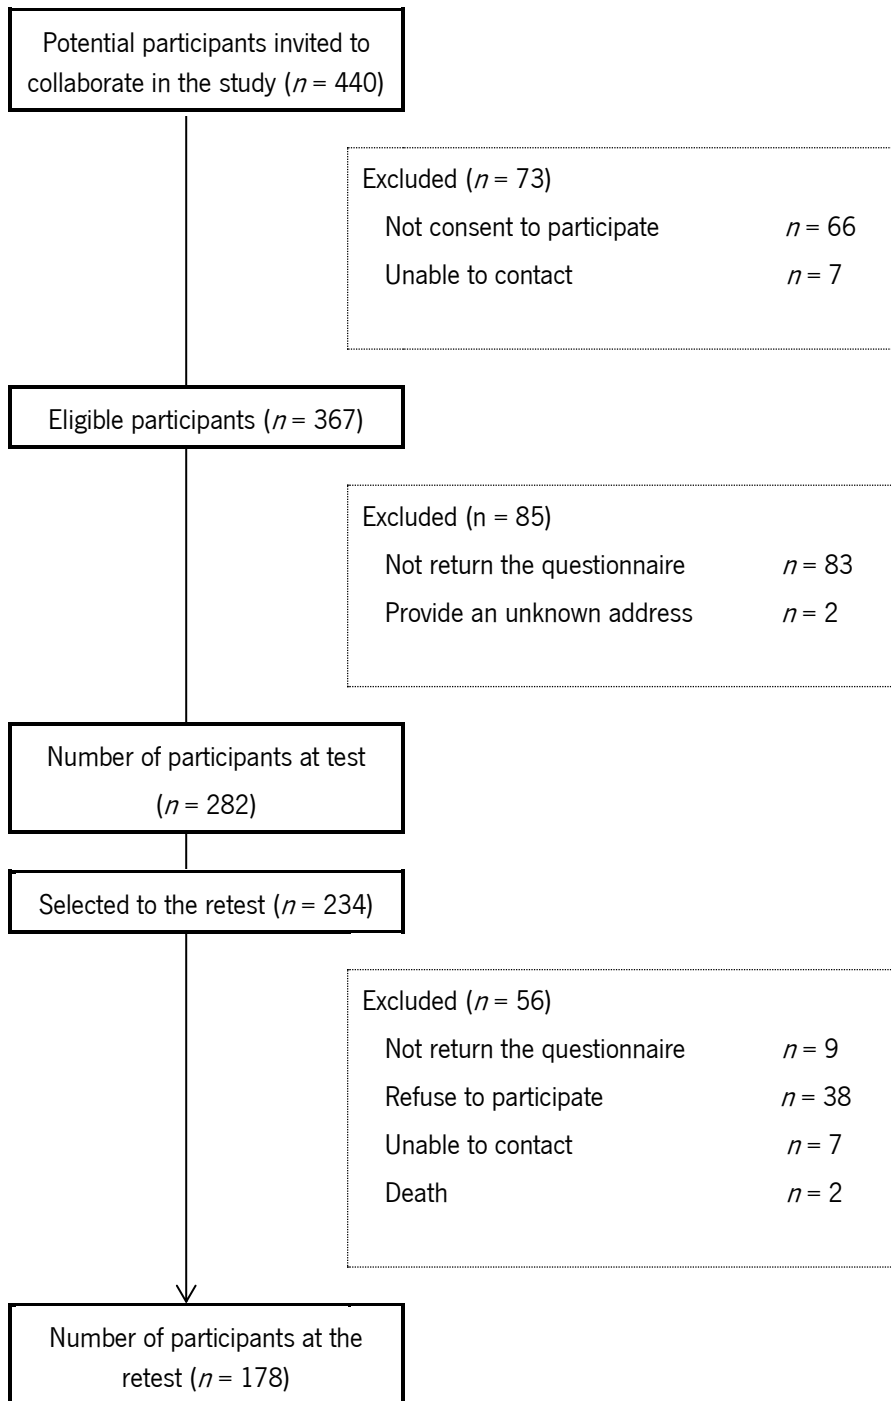 Potential participants invited to
collaborate in the study (n = 440)
Excluded (n = 73)
Not consent to participate n = 66
Unable to contact n = 7
Eligible participants (n = 367)
Excluded (n = 85)
Not return the questionnaire n = 83
Provide an unknown address n = 2
Number of participants at test
(n = 282)
Selected to the retest (n = 234)
Excluded (n = 56)
Not return the questionnaire n = 9
Refuse to participate n = 38
Unable to contact n = 7
Death n = 2
Number of participants at the
retest (n = 178)